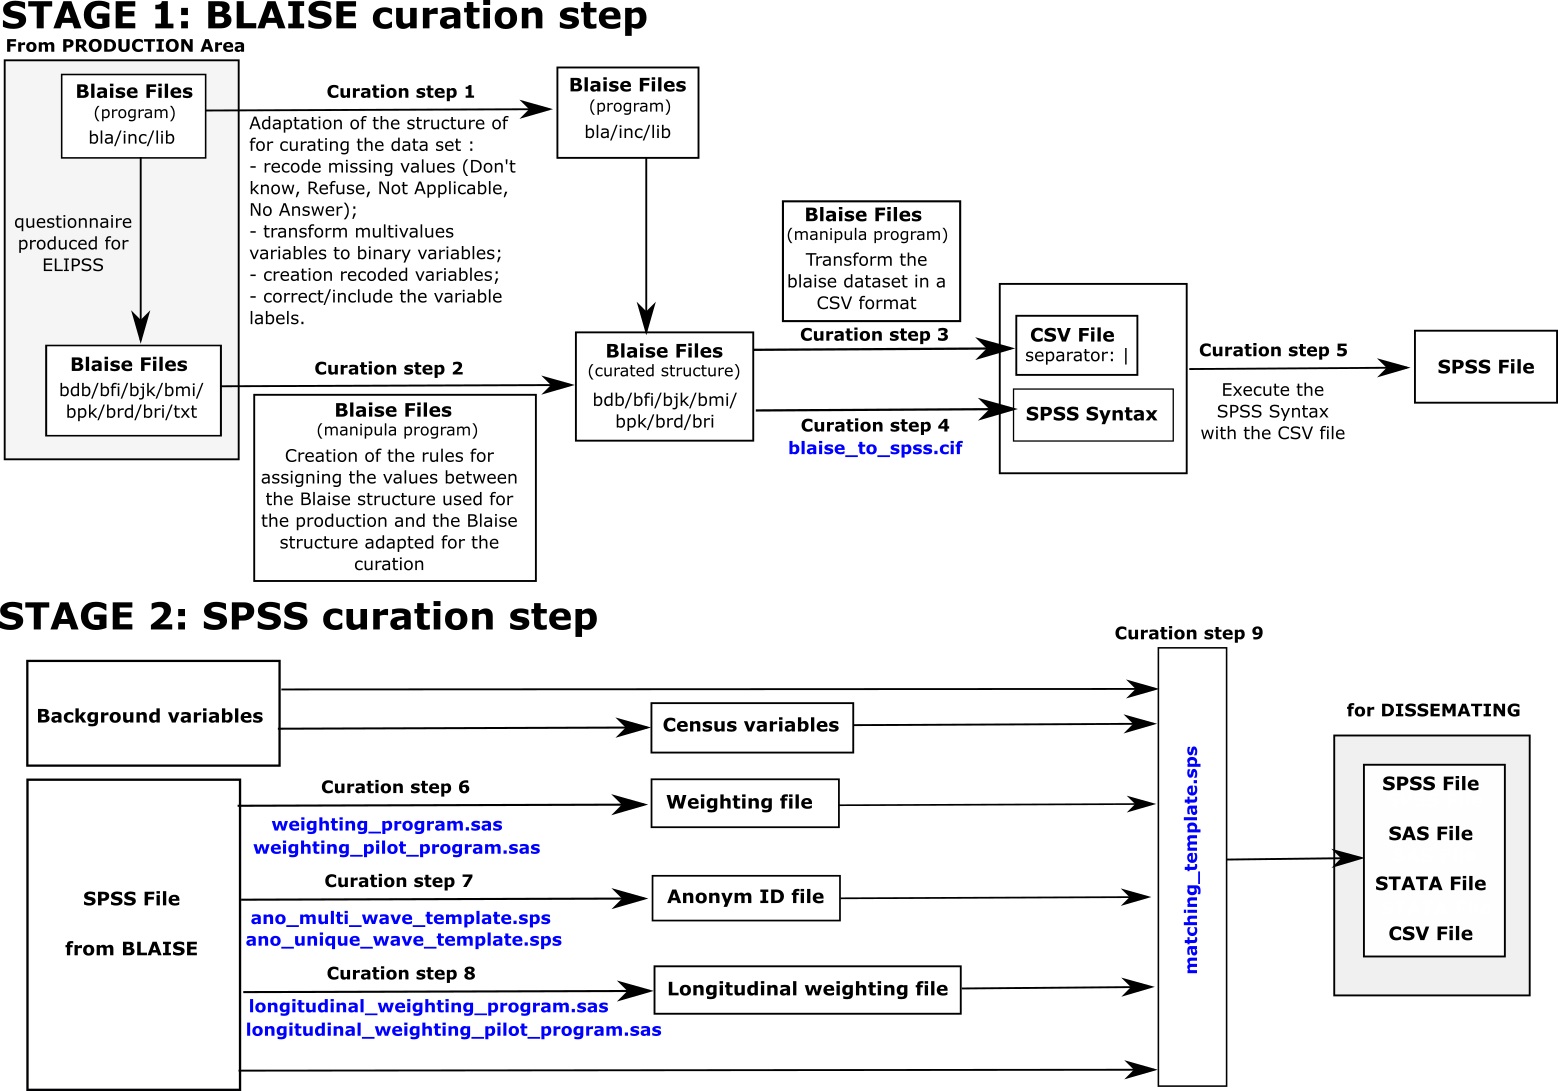 STAGE 1: BLAISE curation step
From PRODUCTION Area
Blaise Files
(program)
bla/inc/lib
questionnaire
produced for
ELIPSS
Blaise Files
bdb/bfi/bjk/bmi/
bpk/brd/bri/txt
Curation step 1
Adaptation of the structure of
for curating the data set :
- recode missing values (Don't
know, Refuse, Not Applicable,
No Answer);
- transform multivalues
variables to binary variables;
- creation recoded variables;
- correct/include the variable
labels.
Curation step 2
Blaise Files
(manipula program)
Creation of the rules for
assigning the values between
the Blaise structure used for
the production and the Blaise
structure adapted for the
curation
Blaise Files
(program)
bla/inc/lib
Blaise Files
(curated structure)
bdb/bfi/bjk/bmi/
bpk/brd/bri
Blaise Files
(manipula program)
Transform the
blaise dataset in a
CSV format
Curation step 3
Curation step 4
blaise_to_spss.cif
CSV File
separator: |
SPSS Syntax
Curation step 5
Execute the
SPSS Syntax
with the CSV file
SPSS File
STAGE 2: SPSS curation step
Background variables
Census variables
SPSS File
from BLAISE
Curation step 6
weighting_program.sas
weighting_pilot_program.sas
Weighting file
Curation step 7
ano_multi_wave_template.sps
ano_unique_wave_template.sps
Anonym ID file
Curation step 8
longitudinal_weighting_program.sas
longitudinal_weighting_pilot_program.sas
Longitudinal weighting file
Curation step 9
matching_template.sps
for DISSEMATING
SPSS File
SAS File
STATA File
CSV File